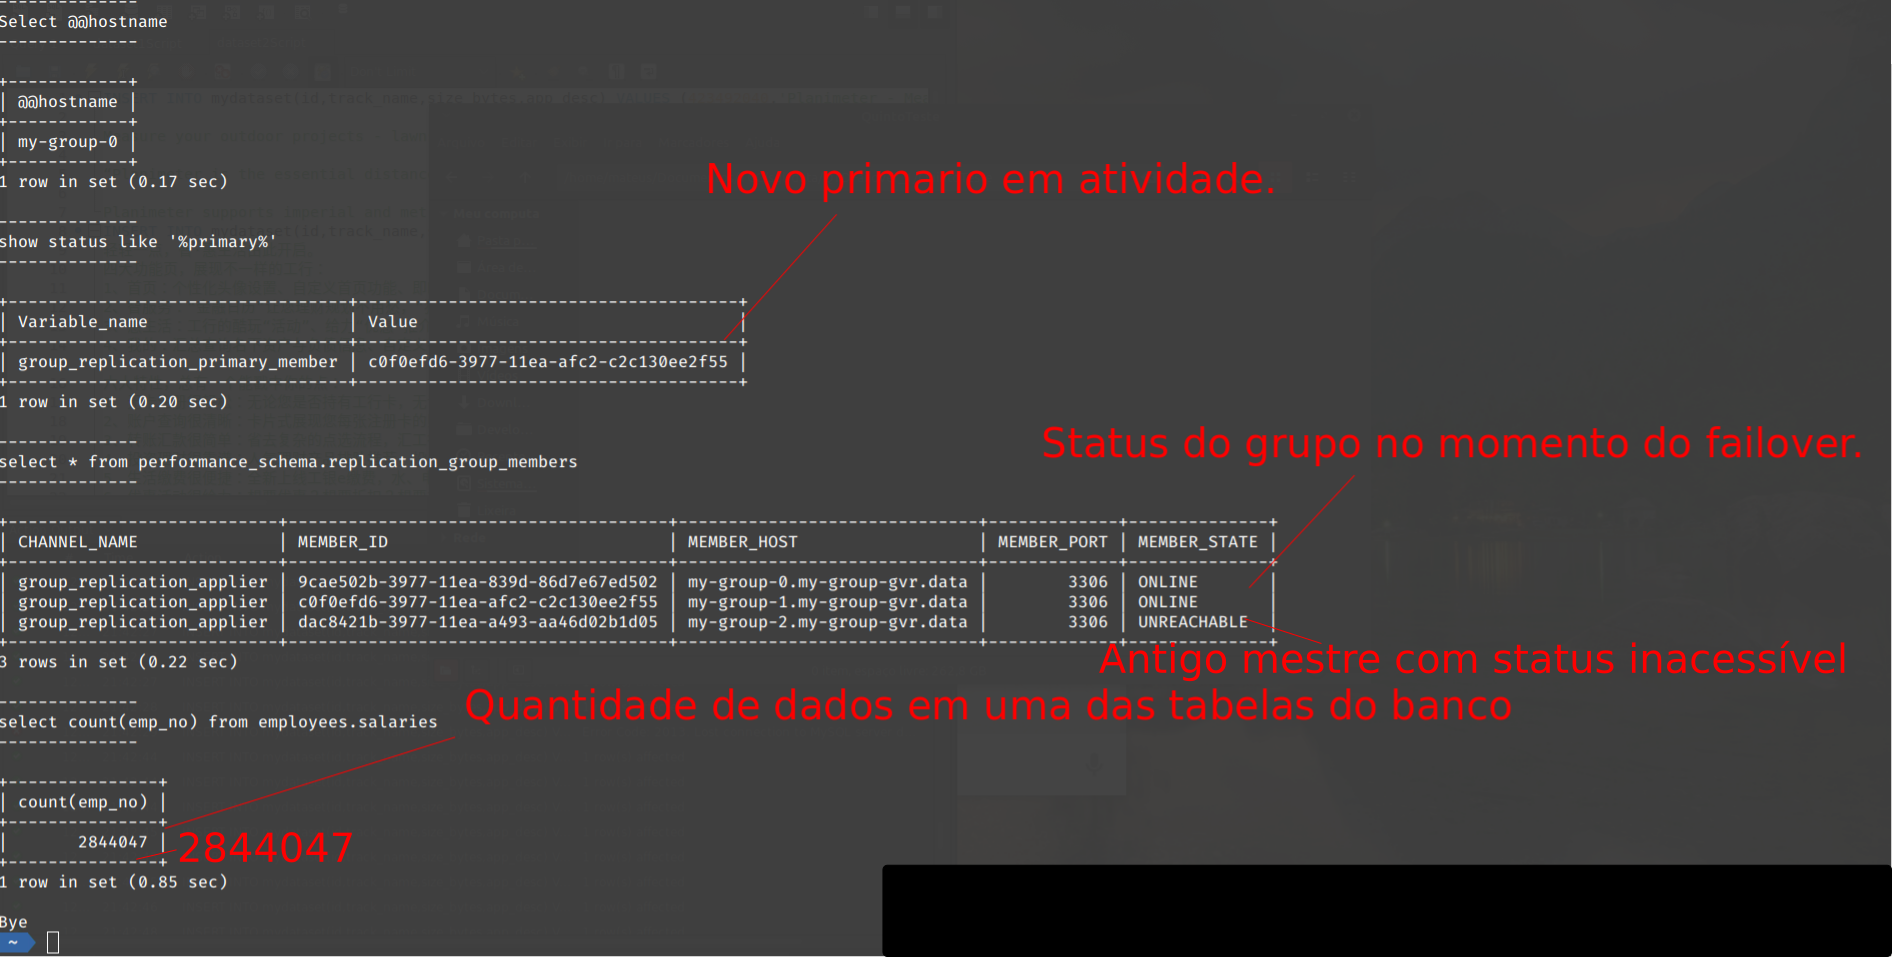 --------------
Select @@hostname
--------------
+------------+
| @@hostname |
+------------+
| my-group-0 |
+------------+
1 row in set (0.17 sec)
Novo primario em atividade.
--------------
show status like '%primary%'
--------------
+----------------------------------+--------------------------------------+
| Variable_name | Value |
+----------------------------------+--------------------------------------+
| group_replication_primary_member | c0f0efd6-3977-11ea-afc2-c2c130ee2f55 |
+----------------------------------+--------------------------------------+
1 row in set (0.20 sec)
Status do grupo no momento do failover.
--------------
select * from performance_schema.replication_group_members
--------------
+---------------------------+--------------------------------------+------------------------------+-------------+--------------+
| CHANNEL_NAME | MEMBER_ID | MEMBER_HOST | MEMBER_PORT | MEMBER_STATE |
+---------------------------+--------------------------------------+------------------------------+-------------+--------------+
| group_replication_applier | 9cae502b-3977-11ea-839d-86d7e67ed502 | my-group-0.my-group-gvr.data | 3306 | ONLINE |
| group_replication_applier | c0f0efd6-3977-11ea-afc2-c2c130ee2f55 | my-group-1.my-group-gvr.data | 3306 | ONLINE |
| group_replication_applier | dac8421b-3977-11ea-a493-aa46d02b1d05 | my-group-2.my-group-gvr.data | 3306 | UNREACHABLE |
+---------------------------+--------------------------------------+------------------------------+-------------+--------------+
3 rows in set (0.22 sec)
Antigo mestre com status inacessível
Quantidade de dados em uma das tabelas do banco
--------------
select count(emp_no) from employees.salaries
--------------
+---------------+
| count(emp_no) |
+---------------+
| 2844047 |
2844047
+---------------+
1 row in set (0.85 sec)
Bye
~